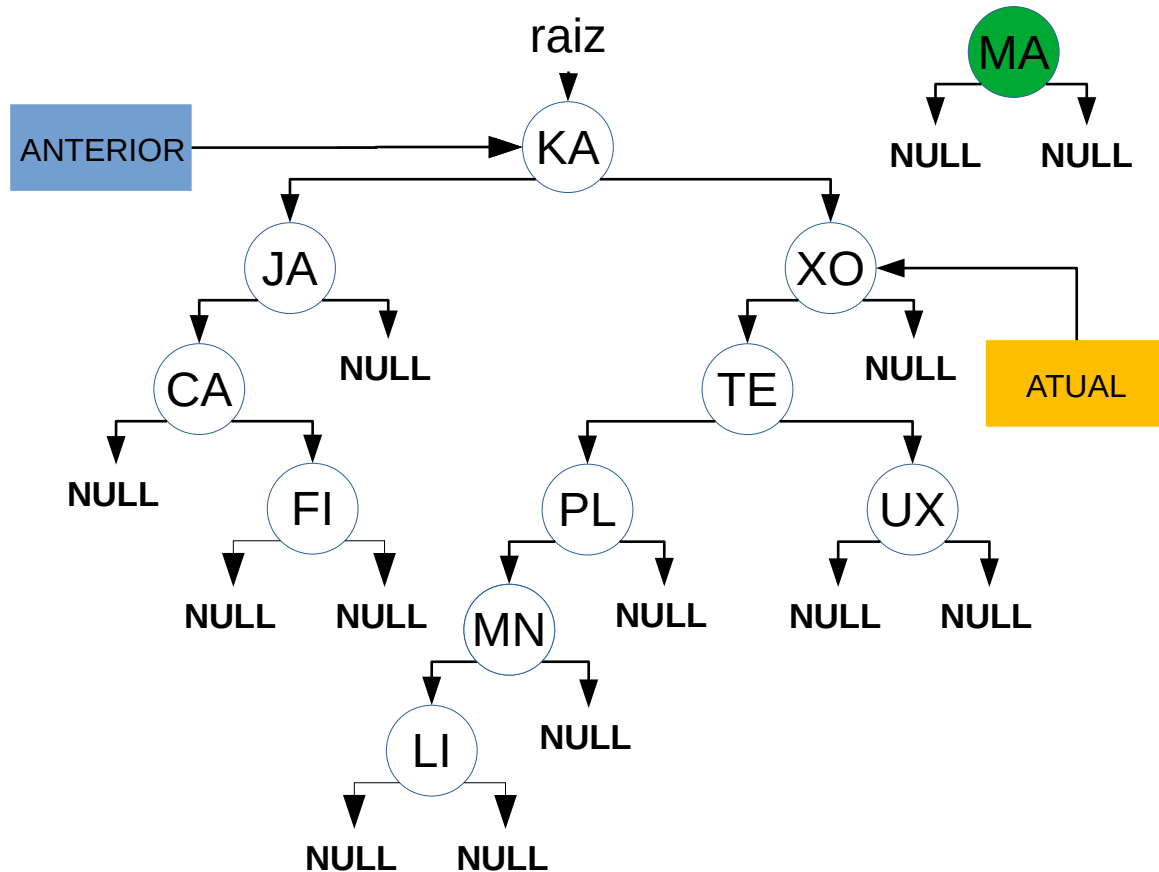 raiz
MA
NULL NULL
ANTERIOR
KA
JA
XO
NULL
NULL
CA
TE
ATUAL
NULL
FI
PL
UX
NULL NULL
NULL
NULL NULL
MN
NULL
LI
NULL NULL